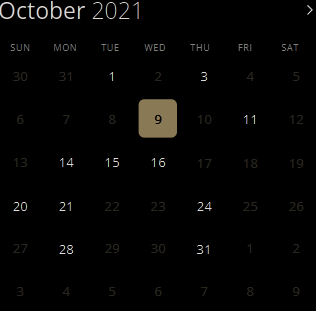 October 2021
SUN MON TUE WED THU FRI SAT
30 31 1 2 3 4 5
6 7 8 9 10 11 12
13 14 15 16 17 18 19
20 21 22 23 24 25 26
27 28 29 30 31 1 2
3 4 5 6 7 8 9